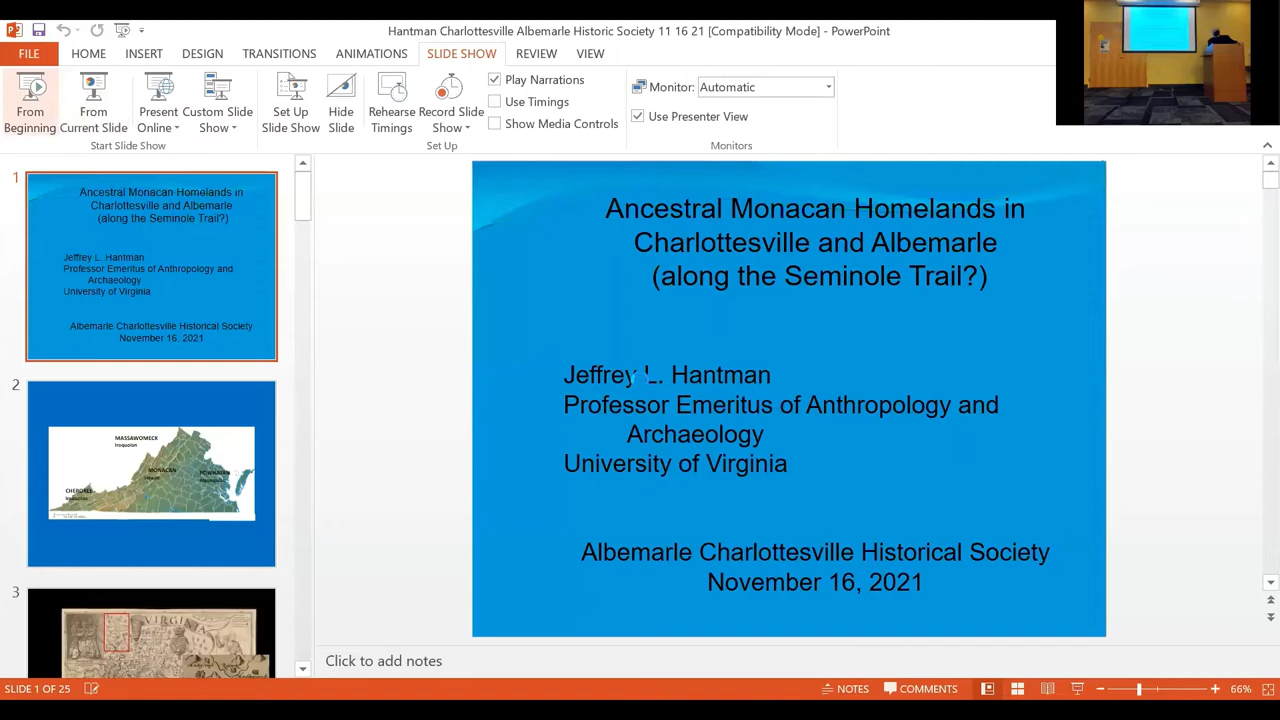 Hantman Charlottesville Albemarle Historic Society 11 16 21 [Compatibility Mode] - PowerPoint
FILE HOME INSERT DESIGN TRANSITIONS ANIMATIONS SLIDE SHOW REVIEW VIEW
From Beginning
From Current Slide
Present Online
Custom Slide Show
Start Slide Show
Set Up Slide Show
Hide Slide
Rehearse Timings
Record Slide Show
Play Narrations
Use Timings
Show Media Controls
Set Up
Monitor: Automatic
Use Presenter View
Monitors
1
Ancestral Monacan Homelands in
Charlottesville and Albemarle
(along the Seminole Trail?)
Jeffrey L. Hantman
Professor Emeritus of Anthropology and
Archaeology
University of Virginia
Albemarle Charlottesville Historical Society
November 16, 2021
2
MASSAWOMECK
Iroquoian
MONACAN
POWHATAN
CHEROKEE
Iroquoian
3
VIRGINIA
Ancestral Monacan Homelands in
Charlottesville and Albemarle
(along the Seminole Trail?)
Jeffrey L. Hantman
Professor Emeritus of Anthropology and
Archaeology
University of Virginia
Albemarle Charlottesville Historical Society
November 16, 2021
Click to add notes
SLIDE 1 OF 25 NOTES COMMENTS 66%